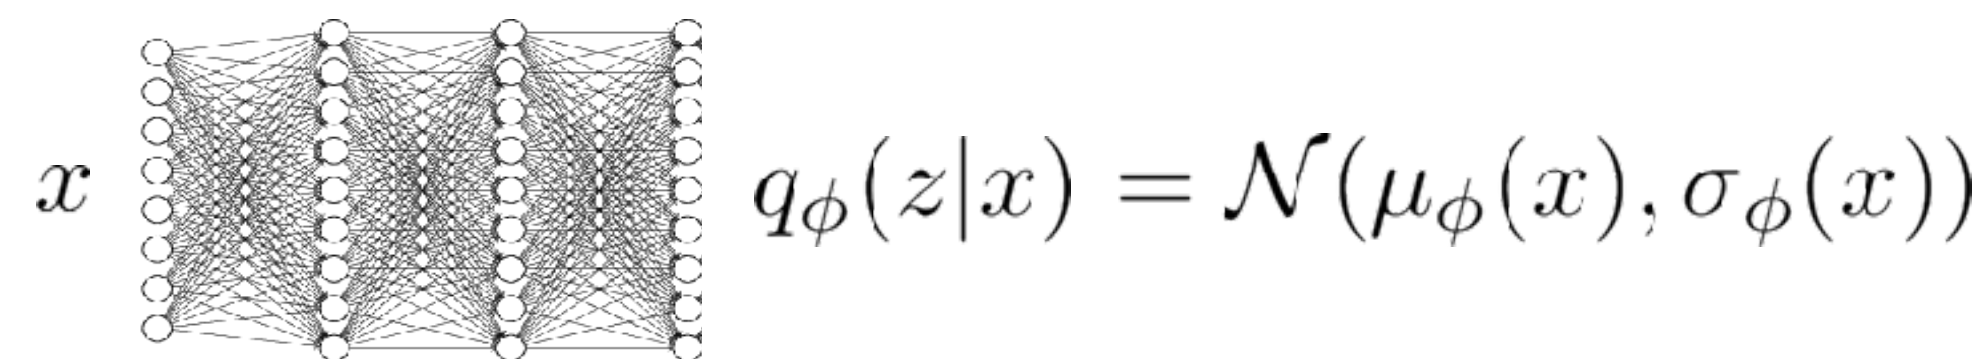 x
q_ϕ(z|x) = 𝒩(μ_ϕ(x), σ_ϕ(x))